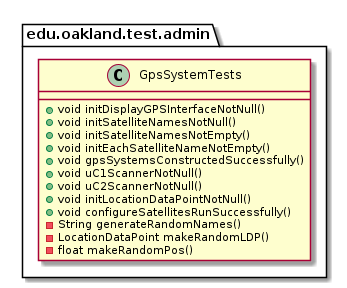 edu.oakland.test.admin
C GpsSystemTests
void initDisplayGPSInterfaceNotNull()
void initSatelliteNamesNotNull()
void initSatelliteNamesNotEmpty()
void initEachSatelliteNameNotEmpty()
void gpsSystemsConstructedSuccessfully()
void uC1ScannerNotNull()
void uC2ScannerNotNull()
void initLocationDataPointNotNull()
void configureSatellitesRunSuccessfully()
String generateRandomNames()
LocationDataPoint makeRandomLDP()
float makeRandomPos()